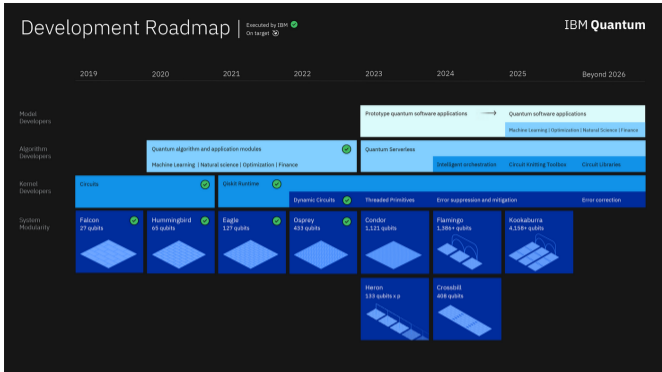 Development Roadmap
Executed by IBM
On target
IBM Quantum
2019 2020 2021 2022 2023 2024 2025 Beyond 2026
Model
Developers
Prototype quantum software applications → Quantum software applications
Machine Learning | Optimization | Natural Science | Finance
Algorithm
Developers
Quantum algorithm and application modules
Machine Learning | Natural science | Optimization | Finance
Quantum Serverless
Intelligent orchestration Circuit Knitting Toolbox Circuit Libraries
Kernel
Developers
Circuits
Qiskit Runtime
Dynamic Circuits Threaded Primitives Error suppression and mitigation Error correction
System
Modularity
Falcon
27 qubits
Hummingbird
65 qubits
Eagle
127 qubits
Osprey
433 qubits
Condor
1,121 qubits
Flamingo
1,386+ qubits
Kookaburra
4,158+ qubits
Heron
133 qubits x p
Crossbill
408 qubits